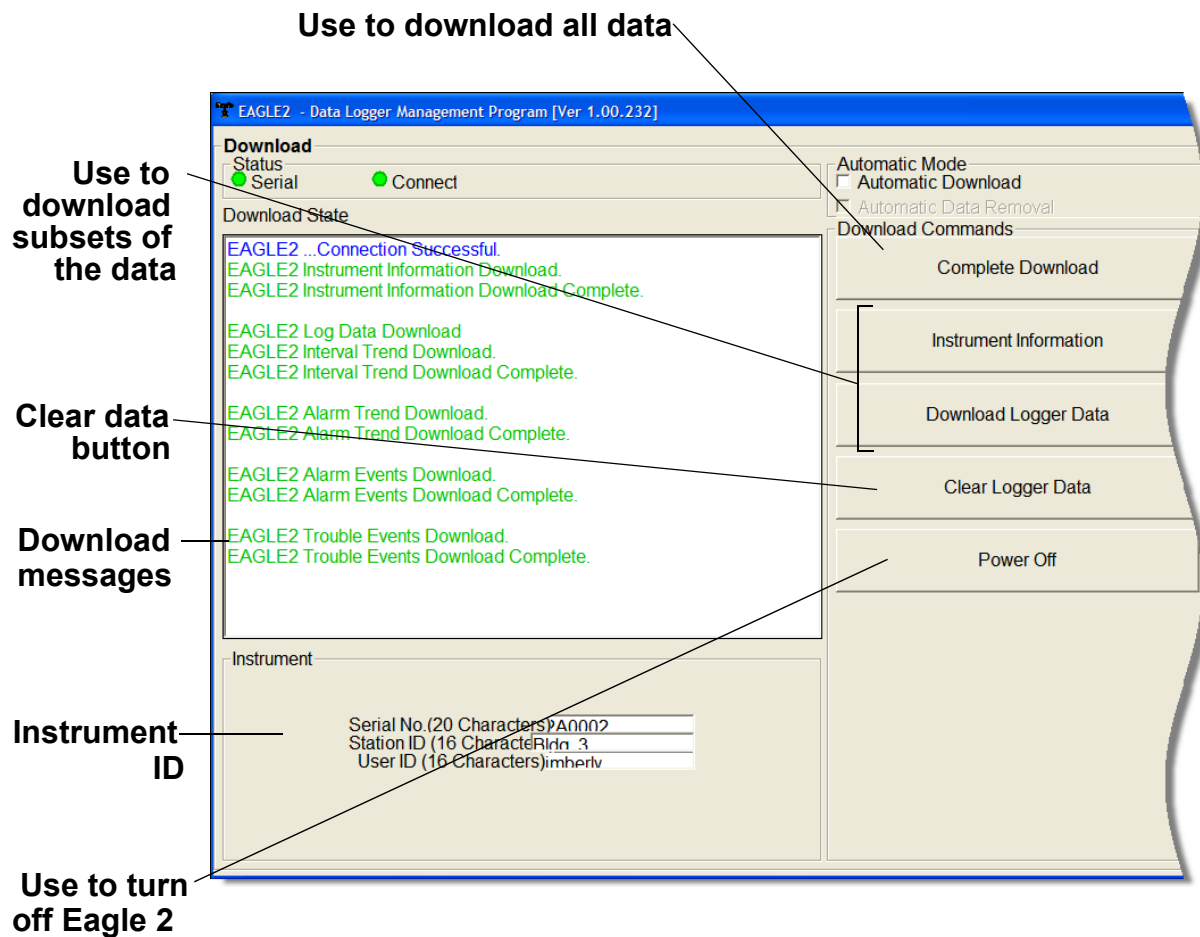 Use to download all data
EAGLE2 - Data Logger Management Program [Ver 1.00.232]
Download
Status
Serial
Connect
Automatic Mode
Automatic Download
Automatic Data Removal
Use to
download
subsets of
the data
Download State
Download Commands
EAGLE2 ...Connection Successful.
EAGLE2 Instrument Information Download.
EAGLE2 Instrument Information Download Complete.
EAGLE2 Log Data Download
EAGLE2 Interval Trend Download.
EAGLE2 Interval Trend Download Complete.
EAGLE2 Alarm Trend Download.
EAGLE2 Alarm Trend Download Complete.
EAGLE2 Alarm Events Download.
EAGLE2 Alarm Events Download Complete.
EAGLE2 Trouble Events Download.
EAGLE2 Trouble Events Download Complete.
Complete Download
Instrument Information
Download Logger Data
Clear Logger Data
Power Off
Clear data
button
Download
messages
Instrument
Serial No.(20 Characters) 2A0002
Station ID (16 Characte Bldg. 3
User ID (16 Characters) imberly
Instrument
ID
Use to turn
off Eagle 2